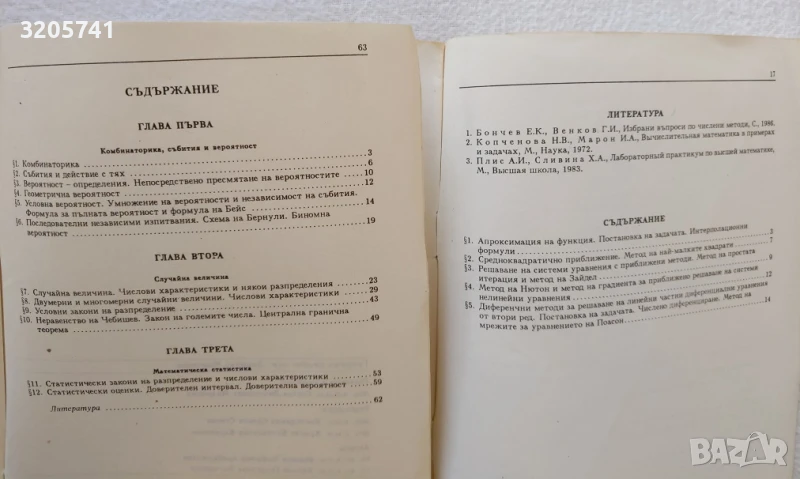 3205741
63
СЪДЪРЖАНИЕ
ГЛАВА ПЪРВА
Комбинаторика, събития и вероятност
§1. Комбинаторика 3
§2. Събития и действие с тях 6
§3. Вероятност – определения. Непосредствено пресмятане на вероятностите 10
§4. Геометрична вероятност 12
§5. Условна вероятност. Умножение на вероятности и независимост на събития.
Формула за пълната вероятност и формула на Бейс 14
§6. Последователни независими изпитвания. Схема на Бернули. Биномна
вероятност 19
ГЛАВА ВТОРА
Случайна величина
§7. Случайна величина. Числови характеристики и някои разпределения 23
§8. Двумерни и многомерни случайни величини. Числови характеристики 29
§9. Условни закони на разпределение 43
§10. Неравенство на Чебишев. Закон на големите числа. Централна гранична
теорема 49
ГЛАВА ТРЕТА
Математическа статистика
§11. Статистически закони на разпределение и числови характеристики 53
§12. Статистически оценки. Доверителен интервал. Доверителна вероятност 59
Литература 62
17
ЛИТЕРАТУРА
1. Бончев Е.К., Венков Г.И., Избрани въпроси по числени методи, С., 1986.
2. Копченова Н.В., Марон И.А., Вычислительная математика в примерах
и задачах, М., Наука, 1972.
3. Плис А.И., Сливина Х.А., Лабораторный практикум по высшей математике,
М., Высшая школа, 1983.
СЪДЪРЖАНИЕ
§1. Апроксимация на функция. Постановка на задачата. Интерполационни
формули 2
§2. Средноквадратично приближение. Метод на най-малките квадрати 7
§3. Решаване на системи уравнения с приближени методи. Метод на простата
итерация и метод на Зайдел
§4. Метод на Нютон и метод на градиента за приближено решаване на системи
нелинейни уравнения 12
§5. Диференчни методи за решаване на линейни частни диференциални уравнения
от втори ред. Постановка на задачата. Числено диференциране. Метод на
мрежите за уравнението на Поасон 14
bazar.bg